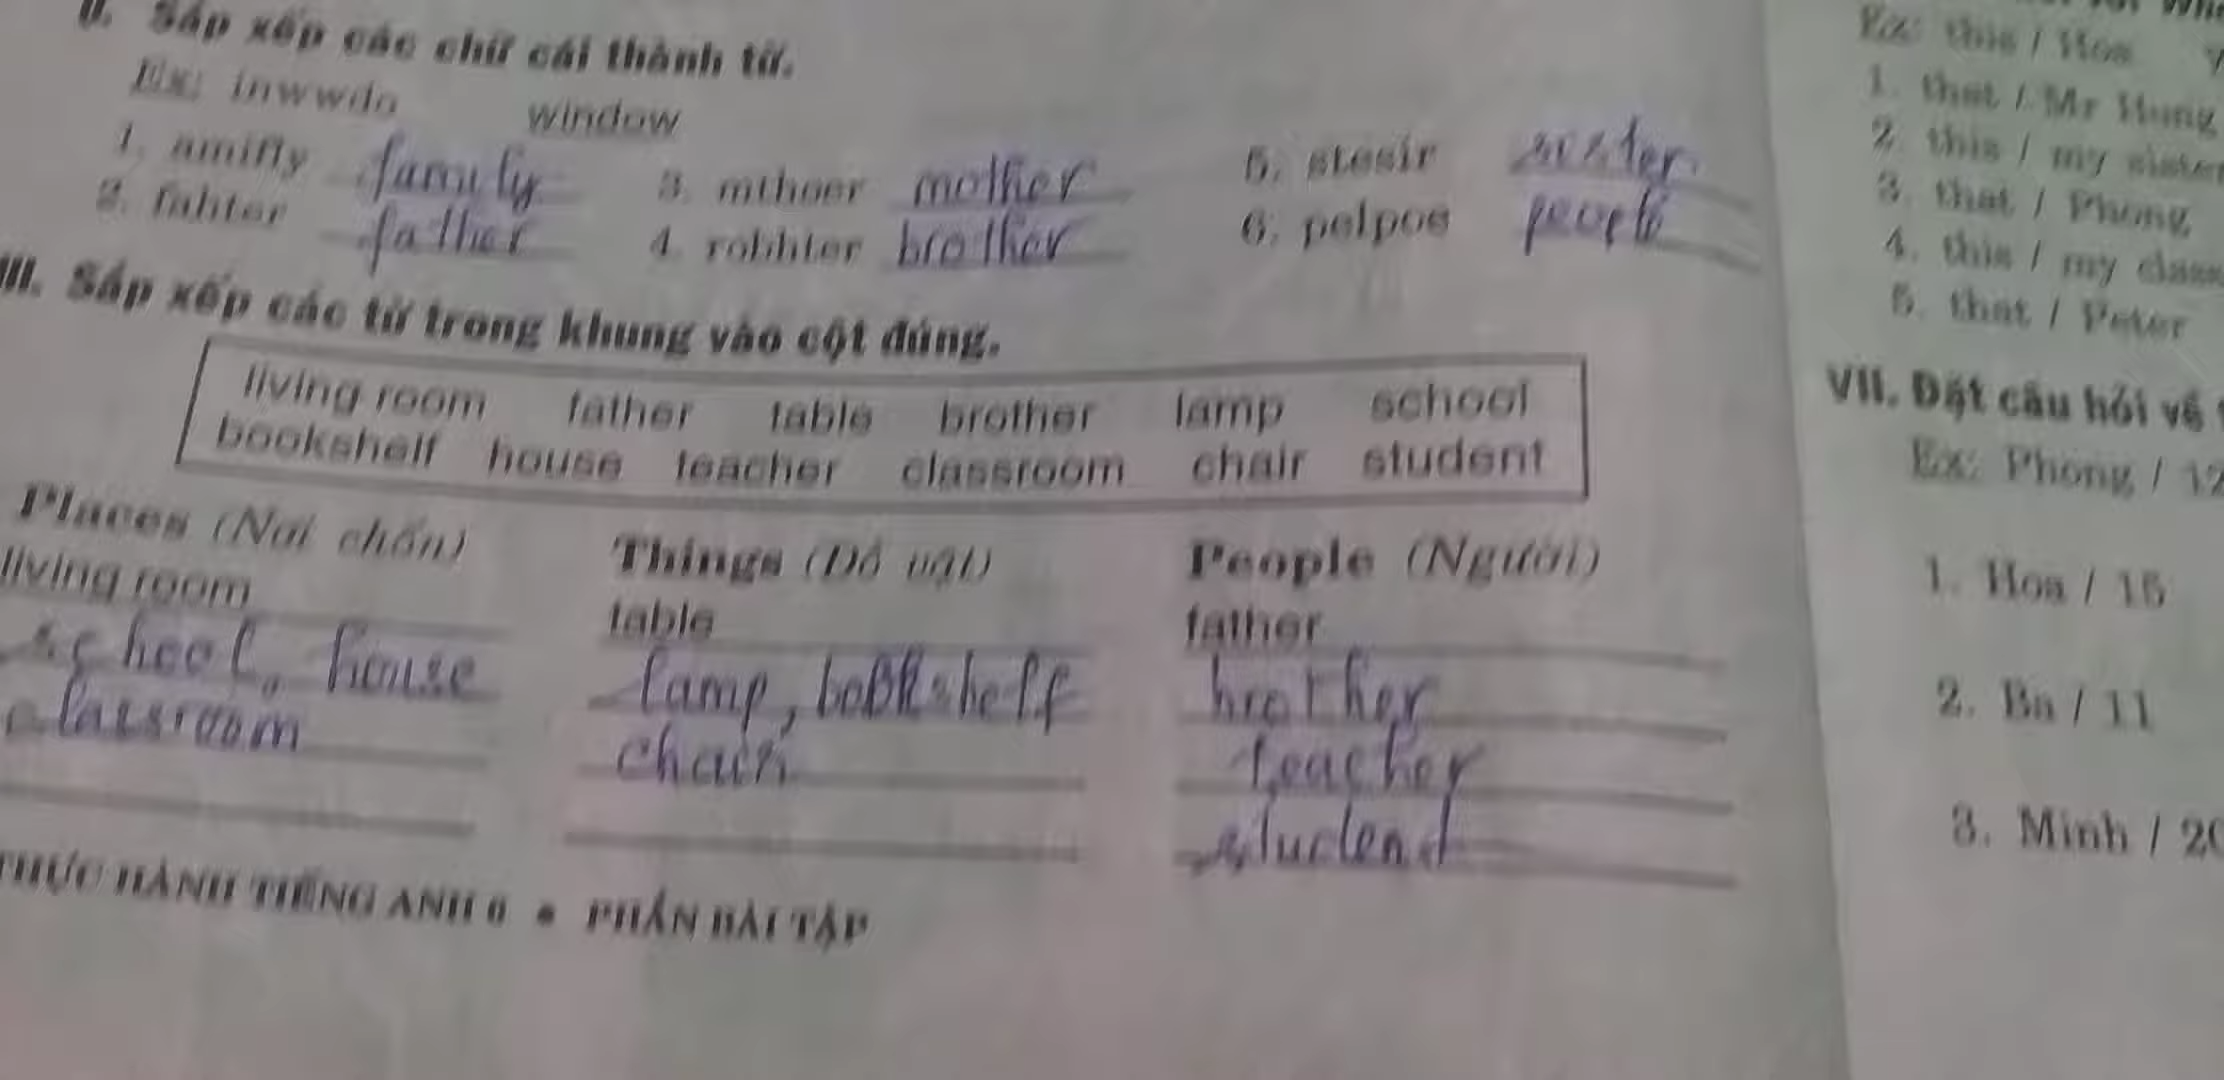 II. Sắp xếp các chữ cái thành từ.
Ex: inwwdo window
1. amifly family 3. mthoer mother 5. stesir sister
2. fahter father 4. robhter brother 6. pelpoe people
III. Sắp xếp các từ trong khung vào cột đúng.
living room father table brother lamp school
bookshelf house teacher classroom chair student
Places (Nơi chốn) Things (Đồ vật) People (Người)
living room table father
school, house lamp, bookshelf brother
classroom chair teacher
student
THỰC HÀNH TIẾNG ANH 6 • PHẦN BÀI TẬP
Ex: this / Hoa
1. that / Mr Hung
2. this / my sister
3. that / Phong
4. this / my class
5. that / Peter
VII. Đặt câu hỏi về
Ex: Phong / 12
1. Hoa / 15
2. Ba / 11
3. Minh / 20